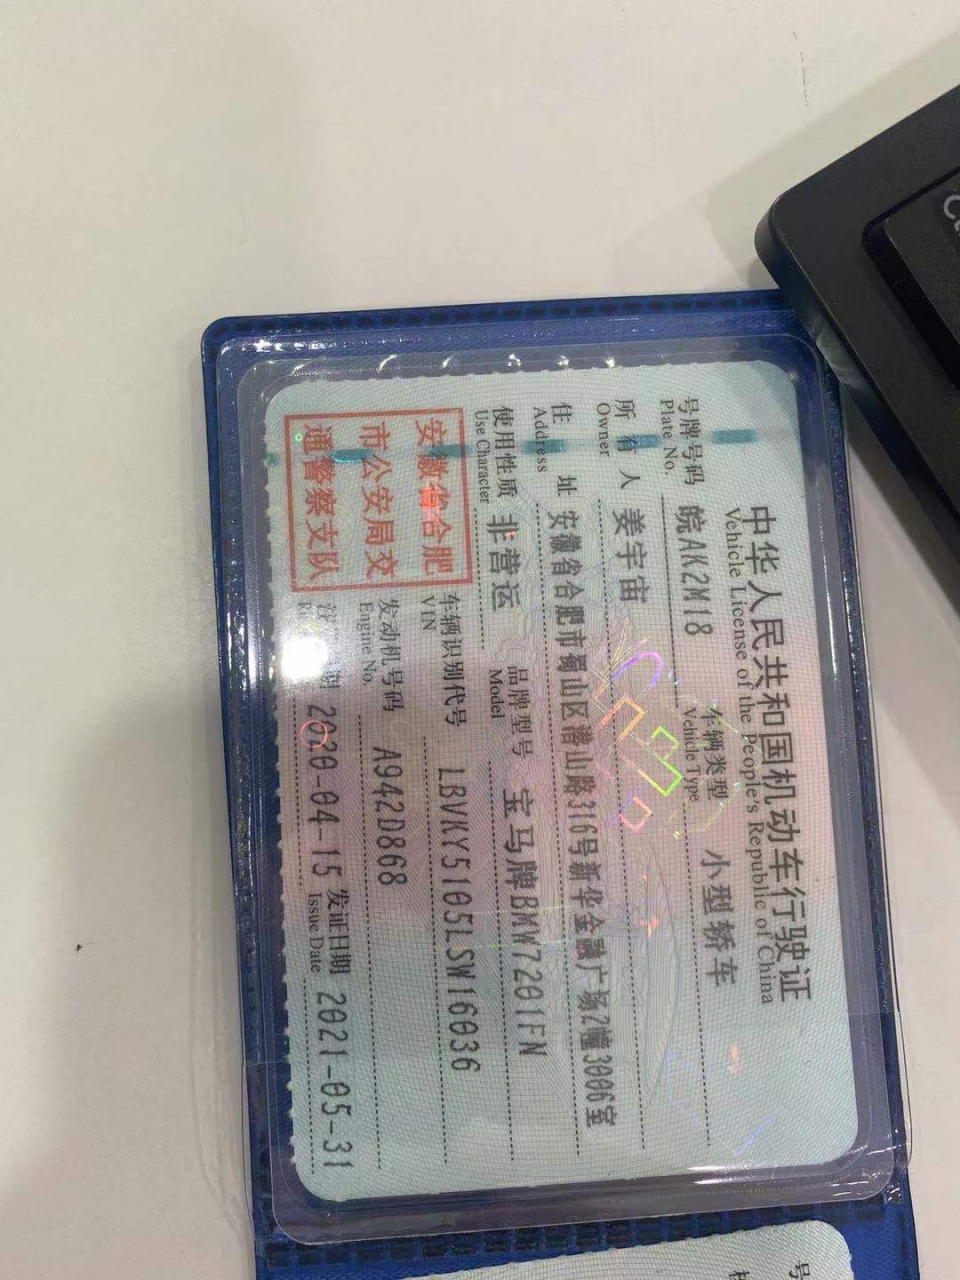 中华人民共和国机动车行驶证
Vehicle License of the People's Republic of China
号牌号码 皖AK2M18 车辆类型 小型轿车
Plate No. Vehicle Type
所有人 姜宇宙
Owner
住址 安徽省合肥市蜀山区潜山路316号新华金融广场2幢3006室
Address
使用性质 非营运 品牌型号 宝马牌BMW7201FN
Use Character Model
安徽省合肥
市公安局交
通警察支队
车辆识别代号 LBVKY5105LSW16036
VIN
发动机号码 A942D868
Engine No.
注 期 2020-04-15 发证日期 2021-05-31
Issue Date
号